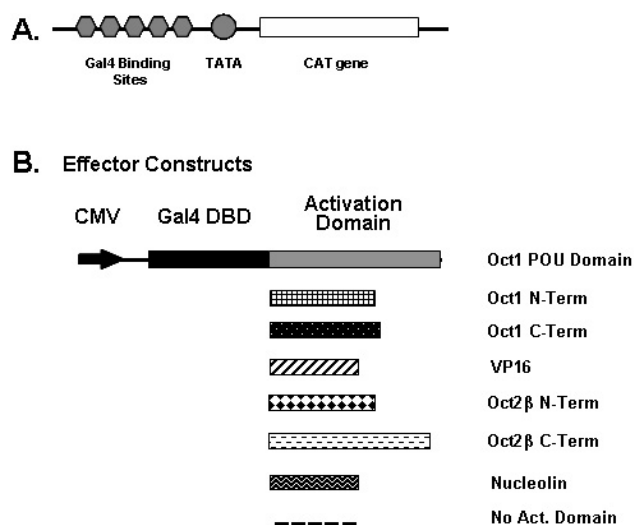 A.
Gal4 Binding
Sites
TATA
CAT gene
B. Effector Constructs
CMV
Gal4 DBD
Activation
Domain
Oct1 POU Domain
Oct1 N-Term
Oct1 C-Term
VP16
Oct2β N-Term
Oct2β C-Term
Nucleolin
No Act. Domain